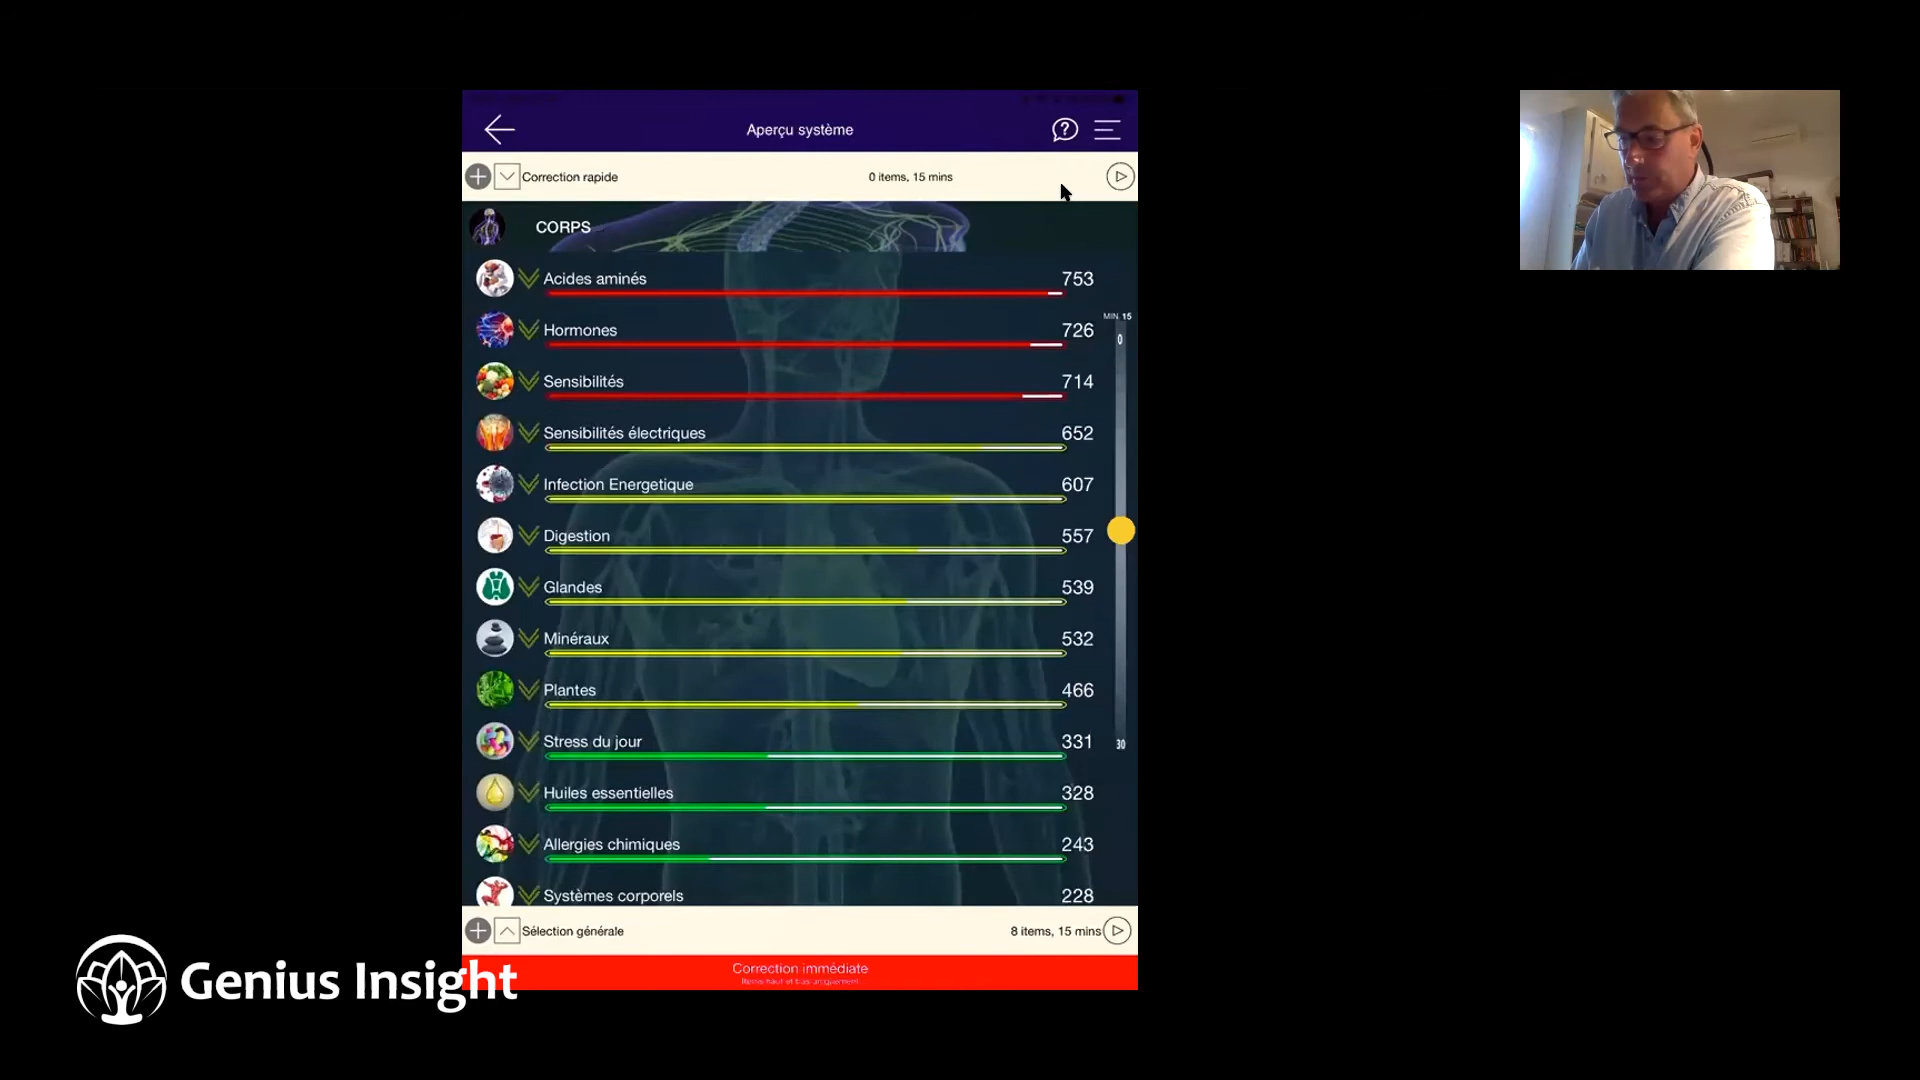 Aperçu système
Correction rapide
0 items, 15 mins
CORPS
Acides aminés 753
MIN. 15
Hormones 726
0
Sensibilités 714
Sensibilités électriques 652
Infection Energetique 607
Digestion 557
Glandes 539
Minéraux 532
Plantes 466
Stress du jour 331
30
Huiles essentielles 328
Allergies chimiques 243
Systèmes corporels 228
Sélection générale
8 items, 15 mins
Correction immédiate
Genius Insight